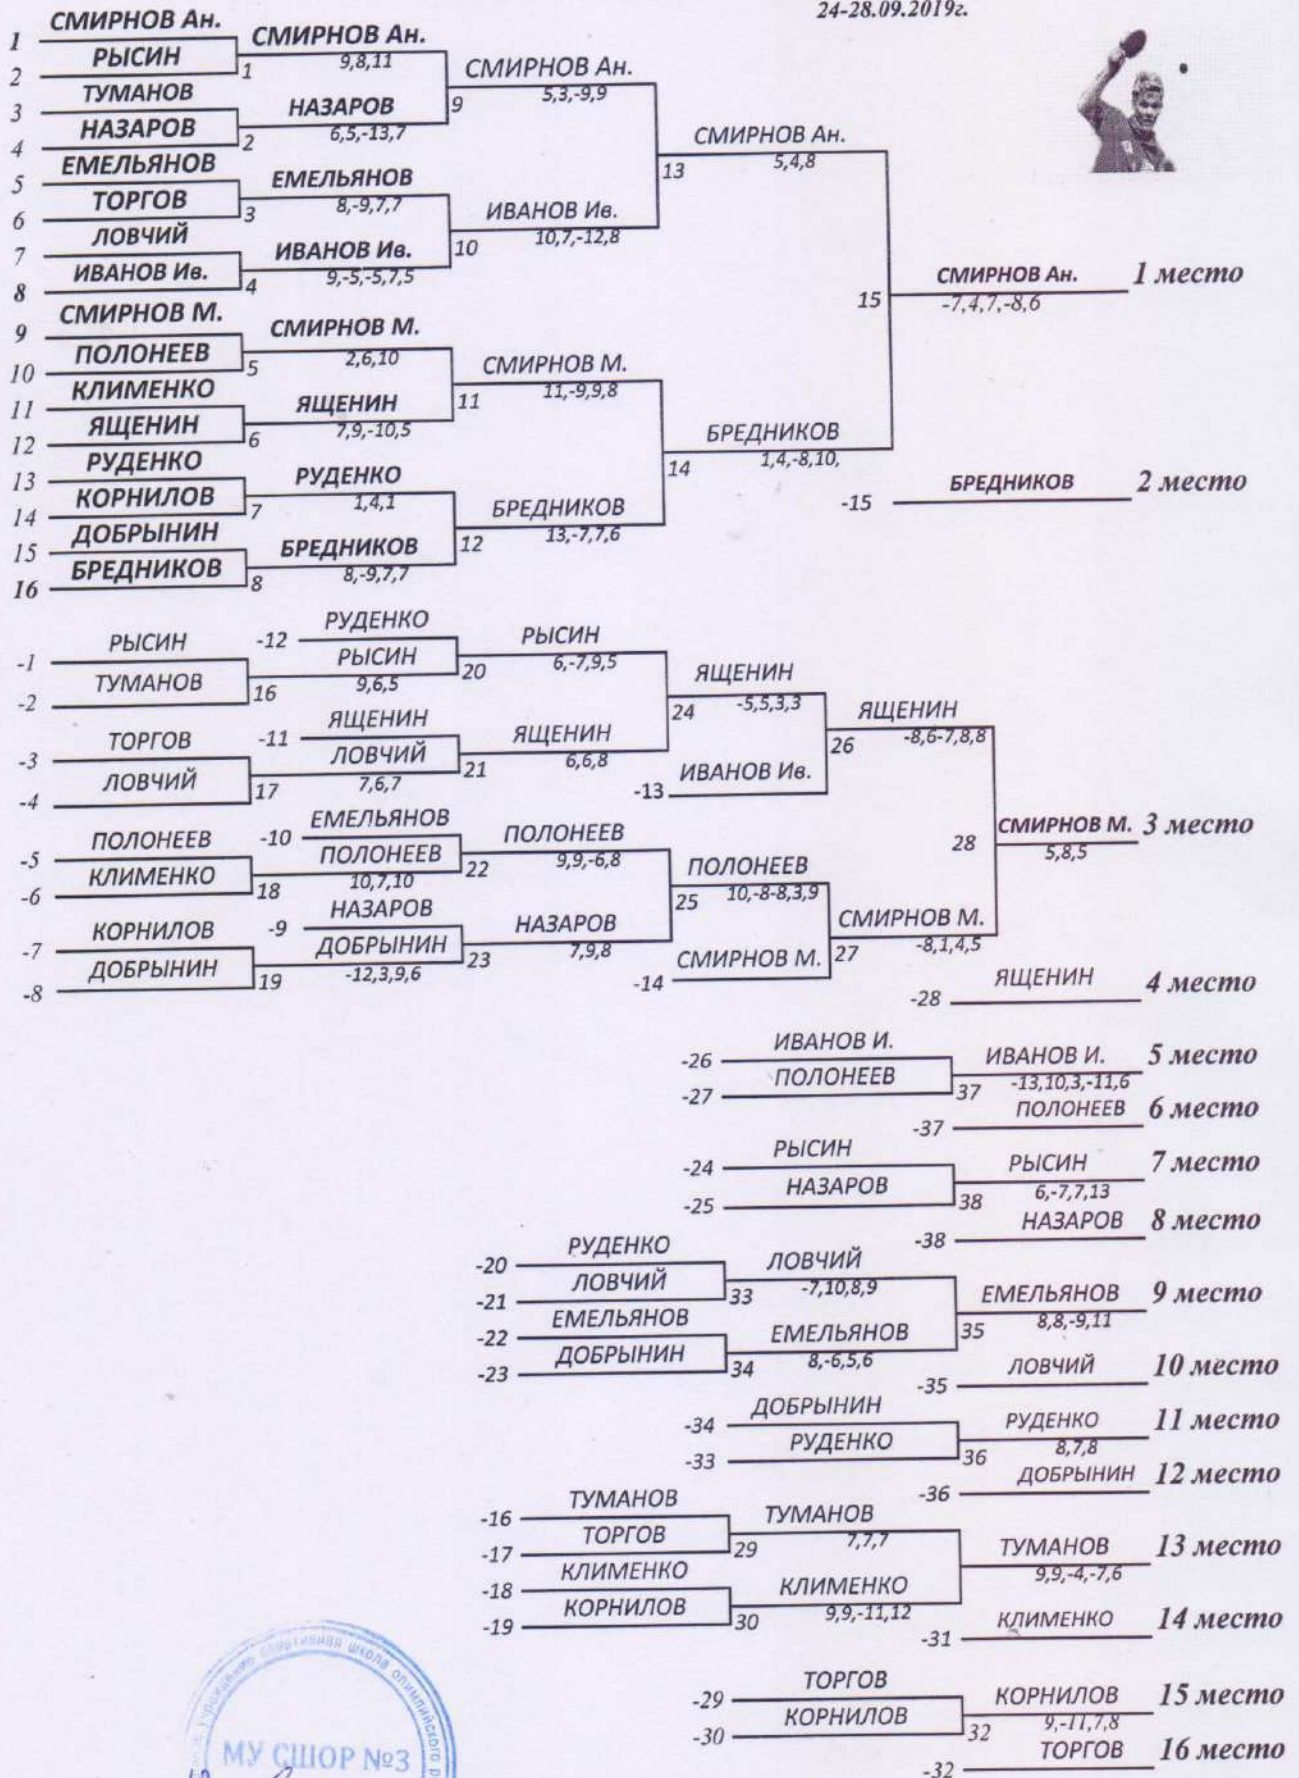 24-28.09.2019г.
1 СМИРНОВ Ан.
2 РЫСИН
1 СМИРНОВ Ан.
9,8,11
3 ТУМАНОВ
4 НАЗАРОВ
2 НАЗАРОВ
6,5,-13,7
9 СМИРНОВ Ан.
5,3,-9,9
5 ЕМЕЛЬЯНОВ
6 ТОРГОВ
3 ЕМЕЛЬЯНОВ
8,-9,7,7
7 ЛОВЧИЙ
8 ИВАНОВ Ив.
4 ИВАНОВ Ив.
9,-5,-5,7,5
10 ИВАНОВ Ив.
10,7,-12,8
13 СМИРНОВ Ан.
5,4,8
9 СМИРНОВ М.
10 ПОЛОНЕЕВ
5 СМИРНОВ М.
2,6,10
11 КЛИМЕНКО
12 ЯЩЕНИН
6 ЯЩЕНИН
7,9,-10,5
11 СМИРНОВ М.
11,-9,9,8
13 РУДЕНКО
14 КОРНИЛОВ
7 РУДЕНКО
1,4,1
15 ДОБРЫНИН
16 БРЕДНИКОВ
8 БРЕДНИКОВ
8,-9,7,7
12 БРЕДНИКОВ
13,-7,7,6
14 БРЕДНИКОВ
1,4,-8,10,
15 СМИРНОВ Ан. 1 место
-7,4,7,-8,6
-15 БРЕДНИКОВ 2 место
-1 РЫСИН
-2 ТУМАНОВ
-12 РУДЕНКО
16 РЫСИН
9,6,5
20 РЫСИН
6,-7,9,5
-3 ТОРГОВ
-4 ЛОВЧИЙ
-11 ЯЩЕНИН
17 ЛОВЧИЙ
7,6,7
21 ЯЩЕНИН
6,6,8
24 ЯЩЕНИН
-5,5,3,3
-13 ИВАНОВ Ив.
26 ЯЩЕНИН
-8,6-7,8,8
-5 ПОЛОНЕЕВ
-6 КЛИМЕНКО
-10 ЕМЕЛЬЯНОВ
18 ПОЛОНЕЕВ
10,7,10
22 ПОЛОНЕЕВ
9,9,-6,8
-7 КОРНИЛОВ
-8 ДОБРЫНИН
-9 НАЗАРОВ
19 ДОБРЫНИН
-12,3,9,6
23 НАЗАРОВ
7,9,8
25 ПОЛОНЕЕВ
10,-8-8,3,9
-14 СМИРНОВ М.
27 СМИРНОВ М.
-8,1,4,5
28 СМИРНОВ М. 3 место
5,8,5
-28 ЯЩЕНИН 4 место
-26 ИВАНОВ И.
-27 ПОЛОНЕЕВ
37 ИВАНОВ И. 5 место
-13,10,3,-11,6
-37 ПОЛОНЕЕВ 6 место
-24 РЫСИН
-25 НАЗАРОВ
38 РЫСИН 7 место
6,-7,7,13
-38 НАЗАРОВ 8 место
-20 РУДЕНКО
-21 ЛОВЧИЙ
33 ЛОВЧИЙ
-7,10,8,9
-22 ЕМЕЛЬЯНОВ
-23 ДОБРЫНИН
34 ЕМЕЛЬЯНОВ
8,-6,5,6
35 ЕМЕЛЬЯНОВ 9 место
8,8,-9,11
-35 ЛОВЧИЙ 10 место
-34 ДОБРЫНИН
-33 РУДЕНКО
36 РУДЕНКО 11 место
8,7,8
-36 ДОБРЫНИН 12 место
-16 ТУМАНОВ
-17 ТОРГОВ
29 ТУМАНОВ
7,7,7
-18 КЛИМЕНКО
-19 КОРНИЛОВ
30 КЛИМЕНКО
9,9,-11,12
ТУМАНОВ 13 место
9,9,-4,-7,6
-31 КЛИМЕНКО 14 место
-29 ТОРГОВ
-30 КОРНИЛОВ
32 КОРНИЛОВ 15 место
9,-11,7,8
-32 ТОРГОВ 16 место
учреждение спортивная школа олимпийского
МУ СШОР №3